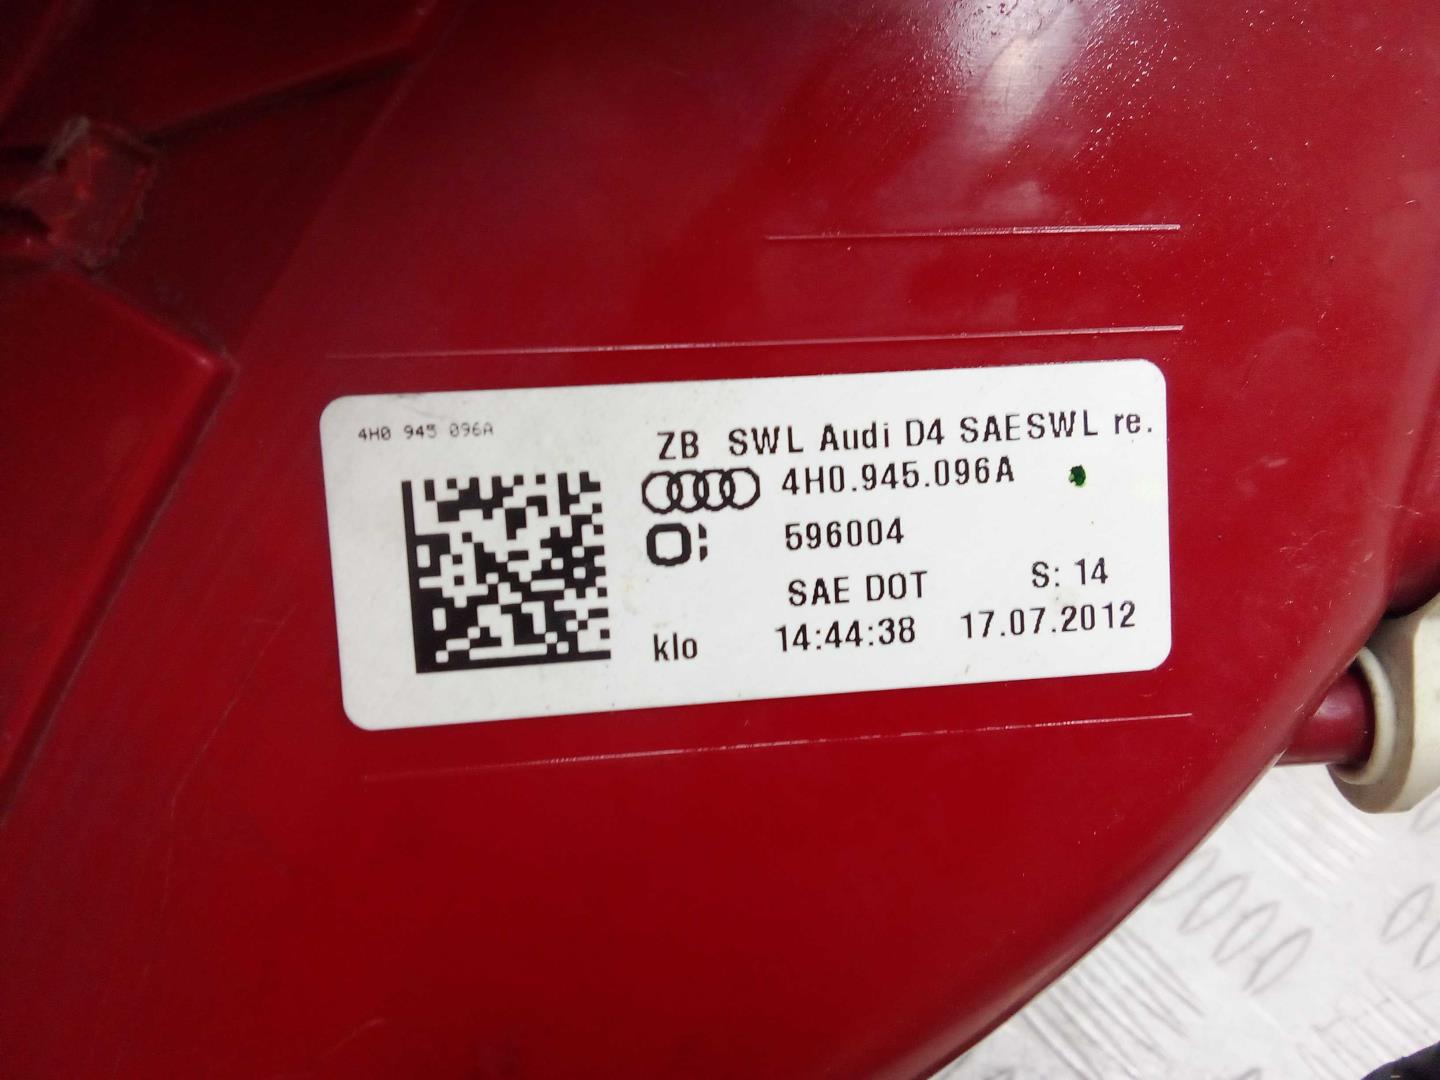 4H0 945 096A
ZB SWL Audi D4 SAESWL re.
4H0.945.096A
596004
SAE DOT S: 14
klo 14:44:38 17.07.2012